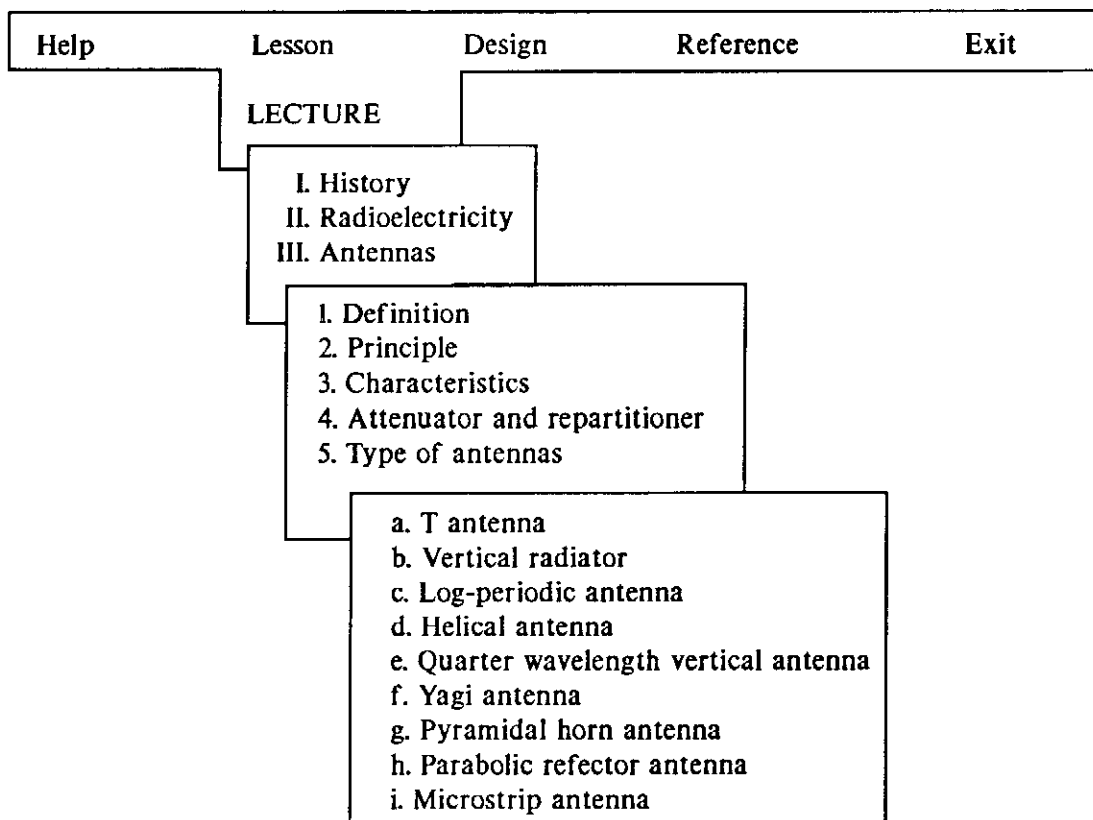 Help Lesson Design Reference Exit
LECTURE
I. History
II. Radioelectricity
III. Antennas
1. Definition
2. Principle
3. Characteristics
4. Attenuator and repartitioner
5. Type of antennas
a. T antenna
b. Vertical radiator
c. Log-periodic antenna
d. Helical antenna
e. Quarter wavelength vertical antenna
f. Yagi antenna
g. Pyramidal horn antenna
h. Parabolic refector antenna
i. Microstrip antenna